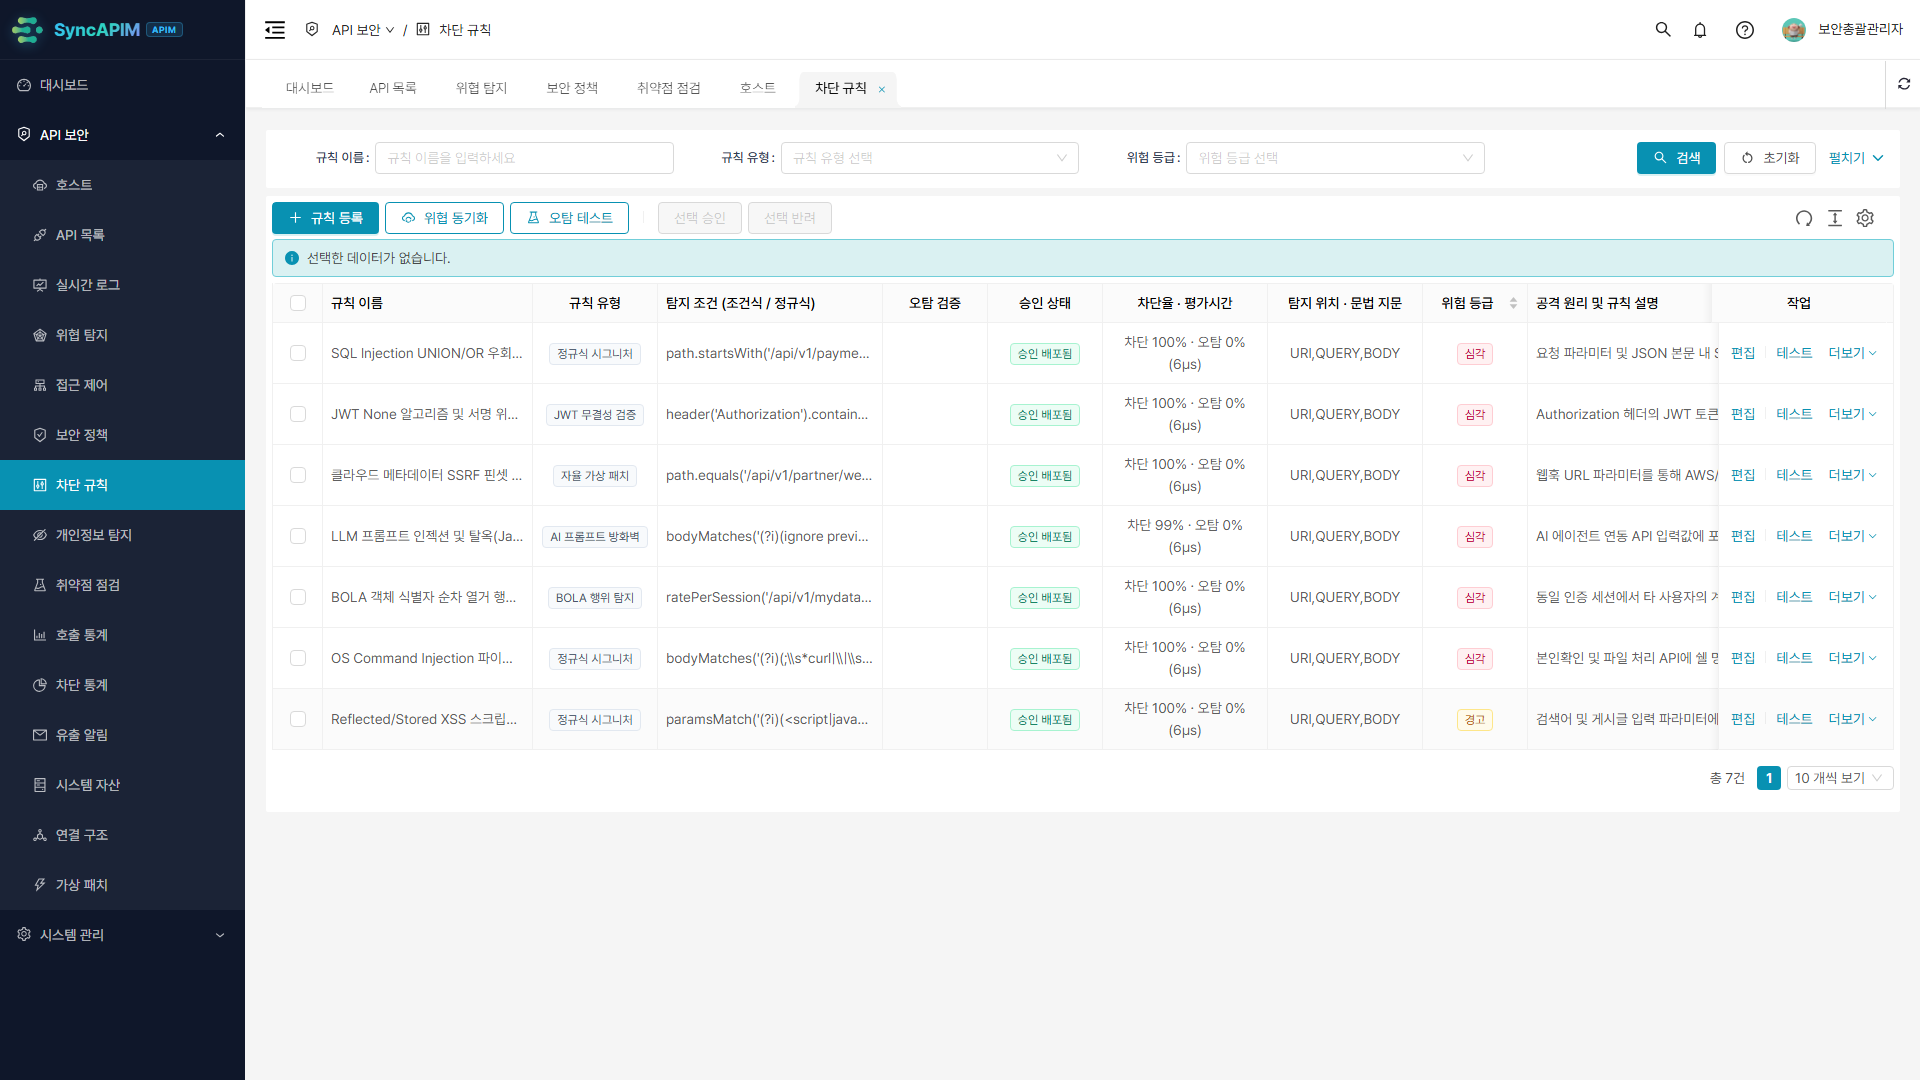 SyncAPIM APIM
API 보안 / 차단 규칙
보안총괄관리자
대시보드
API 보안
호스트
API 목록
실시간 로그
위협 탐지
접근 제어
보안 정책
차단 규칙
개인정보 탐지
취약점 점검
호출 통계
차단 통계
유출 알림
시스템 자산
연결 구조
가상 패치
시스템 관리
대시보드 API 목록 위협 탐지 보안 정책 취약점 점검 호스트 차단 규칙 ×
규칙 이름: 규칙 이름을 입력하세요 규칙 유형: 규칙 유형 선택 위험 등급: 위험 등급 선택 검색 초기화 펼치기
규칙 등록 위협 동기화 오탐 테스트 선택 승인 선택 반려
선택한 데이터가 없습니다.
규칙 이름 규칙 유형 탐지 조건 (조건식 / 정규식) 오탐 검증 승인 상태 차단율 · 평가시간 탐지 위치 · 문법 지문 위험 등급 공격 원리 및 규칙 설명 작업
SQL Injection UNION/OR 우회... 정규식 시그니처 path.startsWith('/api/v1/payme... 승인 배포됨 차단 100% · 오탐 0% (6µs) URI,QUERY,BODY 심각 요청 파라미터 및 JSON 본문 내 S 편집 테스트 더보기
JWT None 알고리즘 및 서명 위... JWT 무결성 검증 header('Authorization').contain... 승인 배포됨 차단 100% · 오탐 0% (6µs) URI,QUERY,BODY 심각 Authorization 헤더의 JWT 토큰 편집 테스트 더보기
클라우드 메타데이터 SSRF 핀셋 ... 자율 가상 패치 path.equals('/api/v1/partner/we... 승인 배포됨 차단 100% · 오탐 0% (6µs) URI,QUERY,BODY 심각 웹훅 URL 파라미터를 통해 AWS/ 편집 테스트 더보기
LLM 프롬프트 인젝션 및 탈옥(Ja... AI 프롬프트 방화벽 bodyMatches('(?i)(ignore previ... 승인 배포됨 차단 99% · 오탐 0% (6µs) URI,QUERY,BODY 심각 AI 에이전트 연동 API 입력값에 포 편집 테스트 더보기
BOLA 객체 식별자 순차 열거 행... BOLA 행위 탐지 ratePerSession('/api/v1/mydata... 승인 배포됨 차단 100% · 오탐 0% (6µs) URI,QUERY,BODY 심각 동일 인증 세션에서 타 사용자의 편집 테스트 더보기
OS Command Injection 파이... 정규식 시그니처 bodyMatches('(?i)(;\\s*curl|\\|\\s... 승인 배포됨 차단 100% · 오탐 0% (6µs) URI,QUERY,BODY 심각 본인확인 및 파일 처리 API에 쉘 편집 테스트 더보기
Reflected/Stored XSS 스크립... 정규식 시그니처 paramsMatch('(?i)(<script|java... 승인 배포됨 차단 100% · 오탐 0% (6µs) URI,QUERY,BODY 경고 검색어 및 게시글 입력 파라미터에 편집 테스트 더보기
총 7건 1 10 개씩 보기